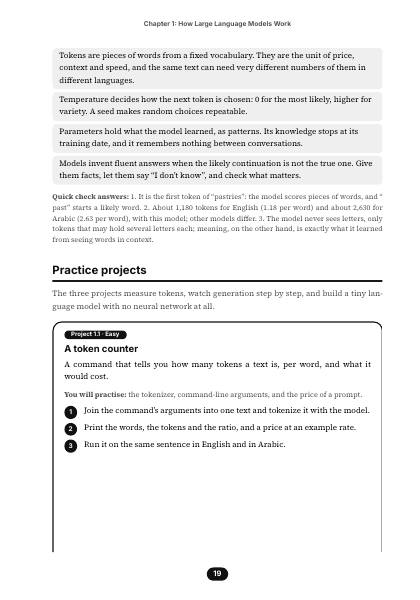 Chapter 1: How Large Language Models Work
Tokens are pieces of words from a fixed vocabulary. They are the unit of price,
context and speed, and the same text can need very different numbers of them in
different languages.
Temperature decides how the next token is chosen: 0 for the most likely, higher for
variety. A seed makes random choices repeatable.
Parameters hold what the model learned, as patterns. Its knowledge stops at its
training date, and it remembers nothing between conversations.
Models invent fluent answers when the likely continuation is not the true one. Give
them facts, let them say “I don’t know”, and check what matters.
Quick check answers: 1. It is the first token of “pastries”: the model scores pieces of words, and “
past” starts a likely word. 2. About 1,180 tokens for English (1.18 per word) and about 2,630 for
Arabic (2.63 per word), with this model; other models differ. 3. The model never sees letters, only
tokens that may hold several letters each; meaning, on the other hand, is exactly what it learned
from seeing words in context.
Practice projects
The three projects measure tokens, watch generation step by step, and build a tiny lan-
guage model with no neural network at all.
Project 1.1 · Easy
A token counter
A command that tells you how many tokens a text is, per word, and what it
would cost.
You will practise: the tokenizer, command-line arguments, and the price of a prompt.
1 Join the command’s arguments into one text and tokenize it with the model.
2 Print the words, the tokens and the ratio, and a price at an example rate.
3 Run it on the same sentence in English and in Arabic.
19